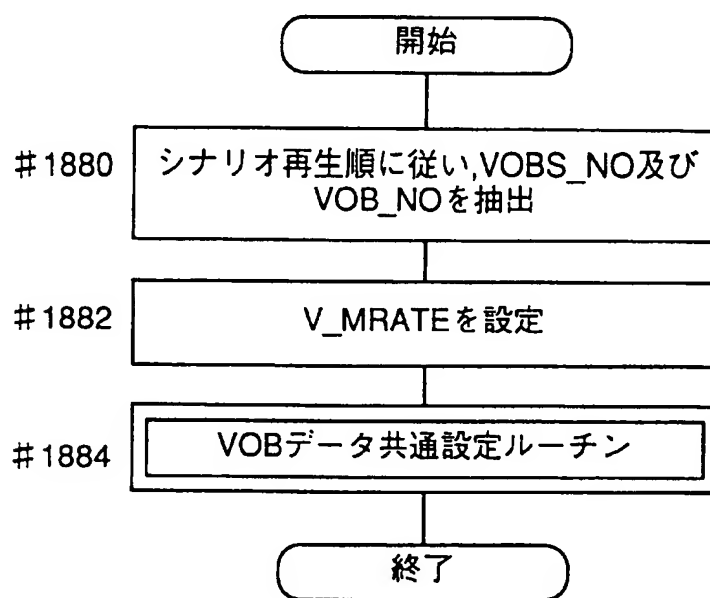 開始
#1880
シナリオ再生順に従い,VOBS_NO及び
VOB_NOを抽出
#1882
V_MRATEを設定
#1884
VOBデータ共通設定ルーチン
終了